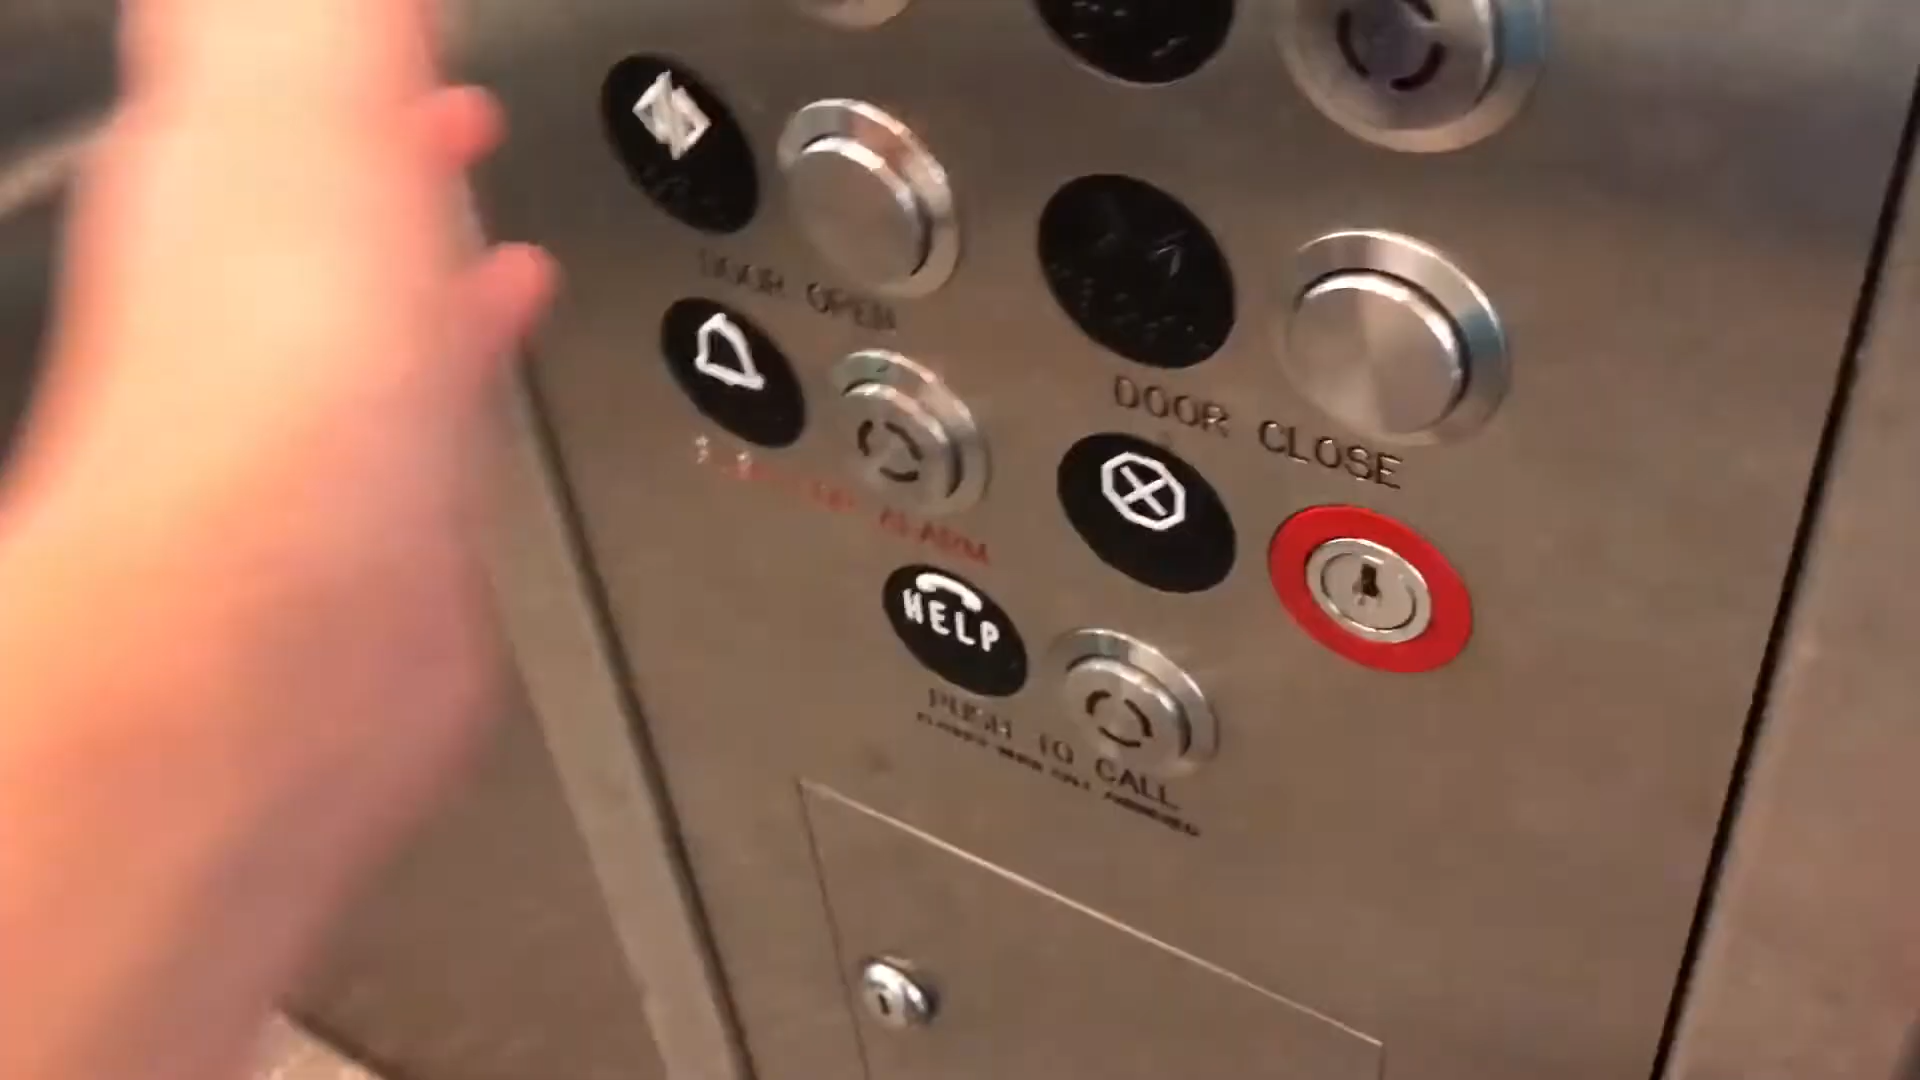 DOOR OPEN
DOOR CLOSE
ALARM
HELP
PUSH TO CALL